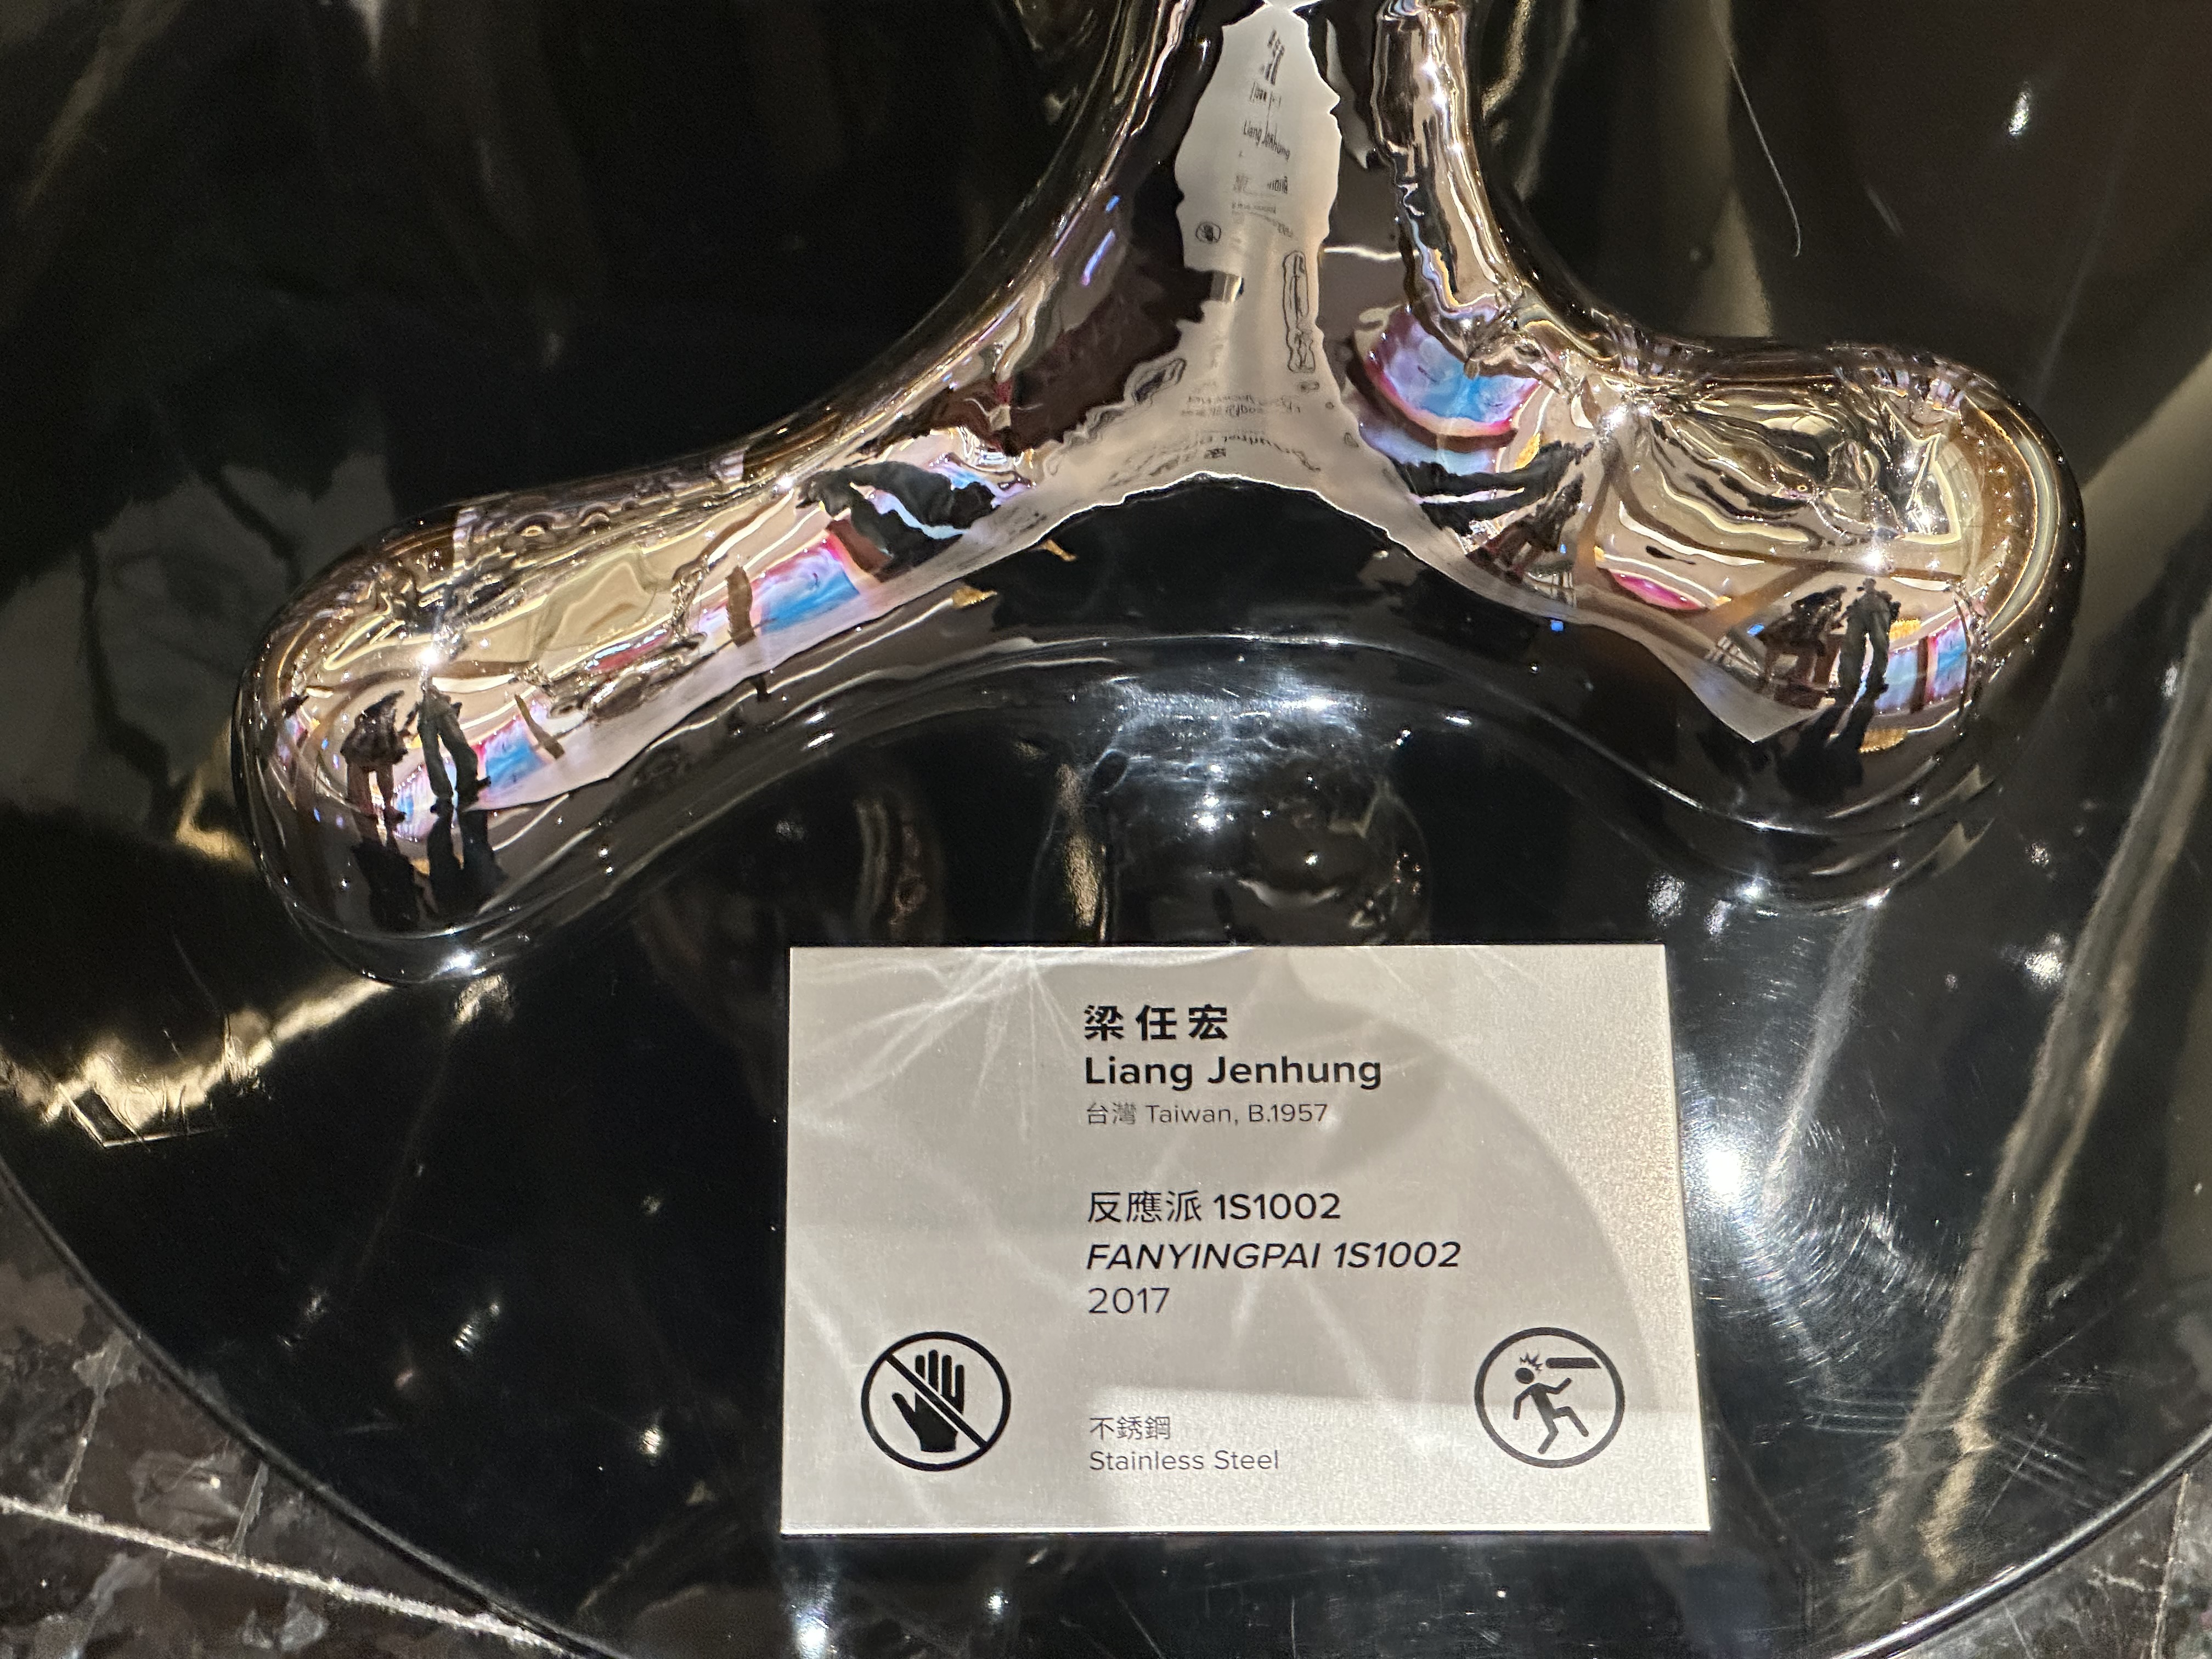 梁任宏
Liang Jenhung
台灣 Taiwan, B.1957
反應派 1S1002
FANYINGPAI 1S1002
2017
不銹鋼
Stainless Steel